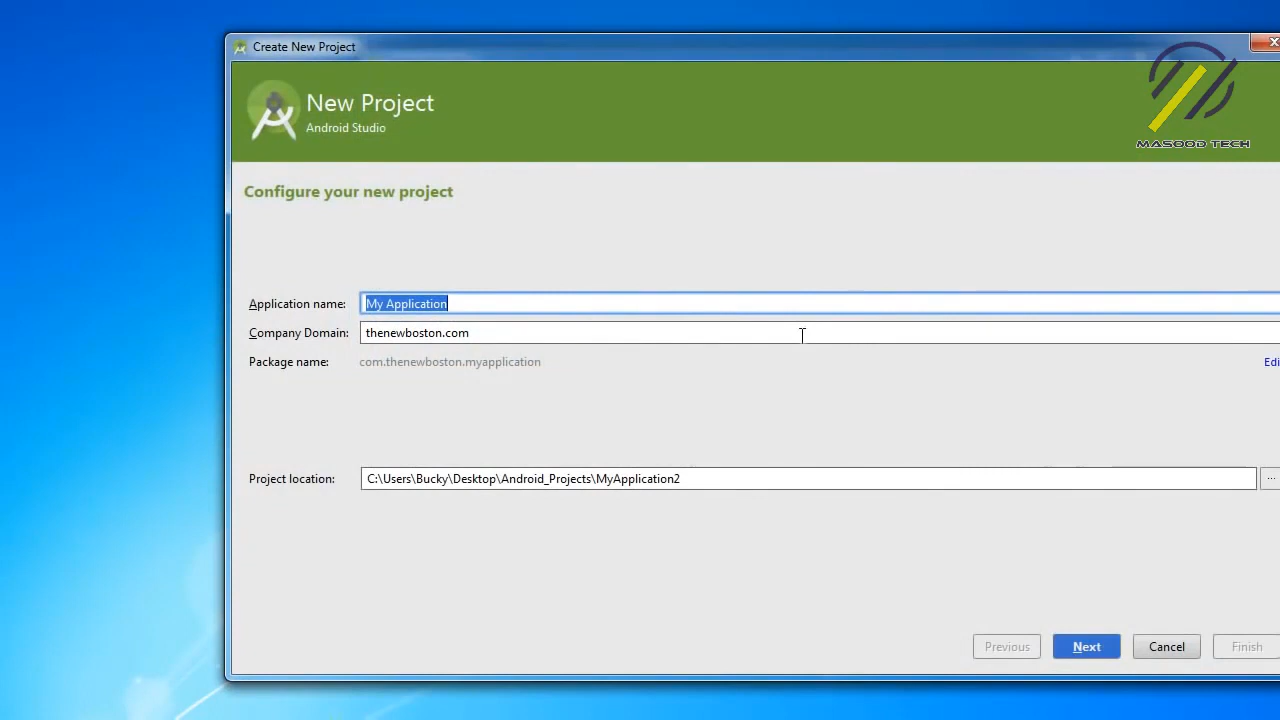 Create New Project
New Project
Android Studio
MASOOD TECH
Configure your new project
Application name: My Application
Company Domain: thenewboston.com
Package name: com.thenewboston.myapplication
Edi
Project location: C:\Users\Bucky\Desktop\Android_Projects\MyApplication2 ...
Previous Next Cancel Finish